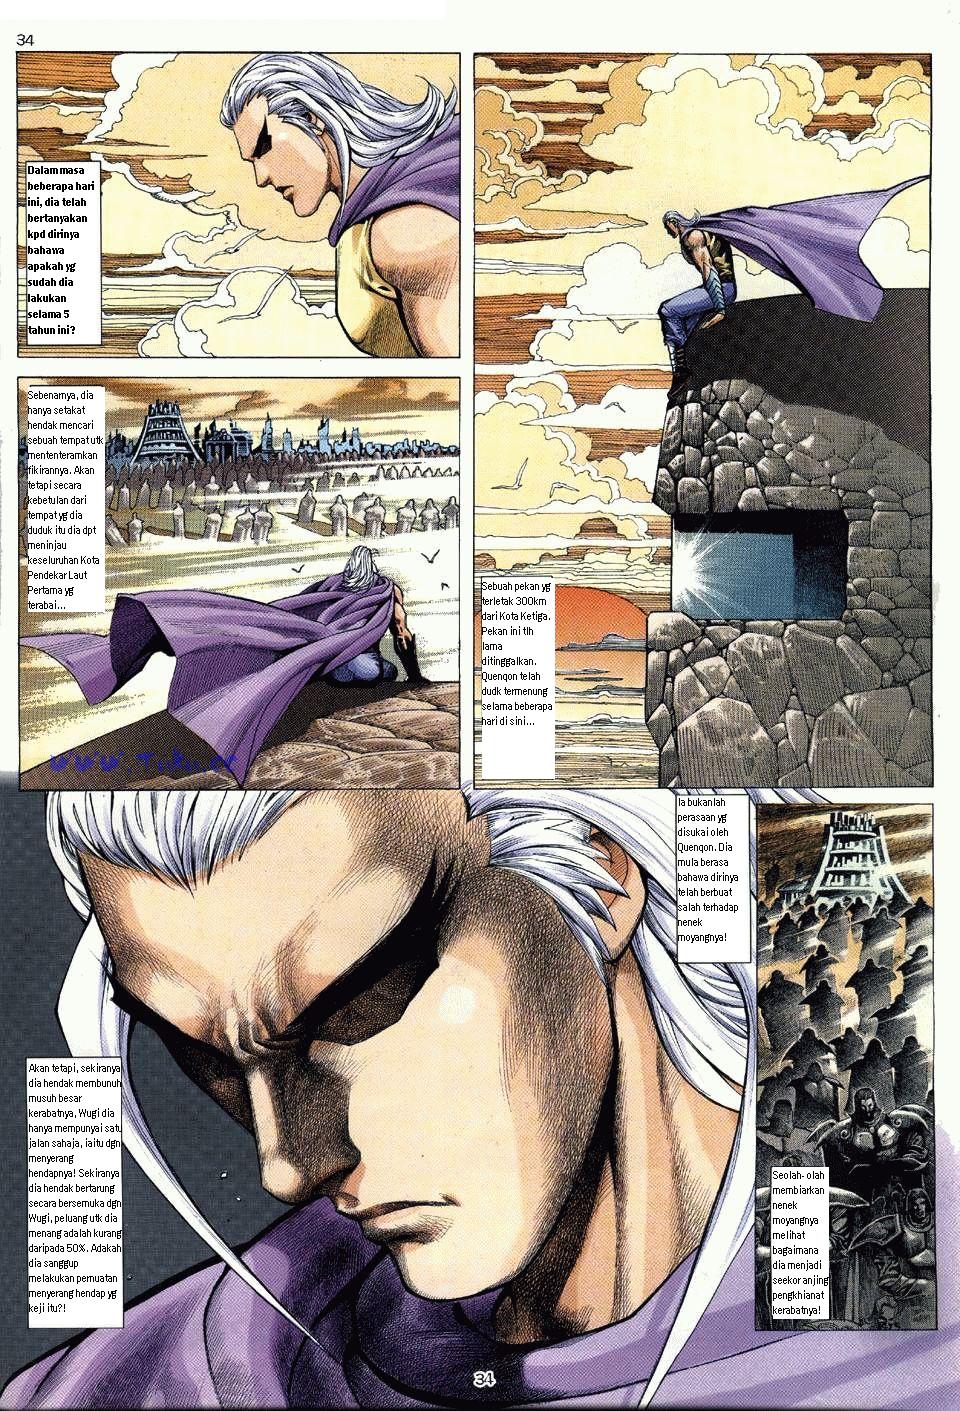 34
Dalam masa
beberapa hari
ini, dia telah
bertanyakan
kpd dirinya
bahawa
apakah yg
sudah dia
lakukan
selama 5
tahun ini?
Sebuah pekan yg
terletak 300km
dari Kota Ketiga.
Pekan ini tlh
lama
ditinggalkan.
Quenqon telah
dudk termenung
selama beberapa
hari di sini...
Sebenarnya, dia
hanya setakat
hendak mencari
sebuah tempat utk
mententeramkan
fikirannya. Akan
tetapi secara
kebetulan dari
tempat yg dia
duduk itu dia dpt
meninjau
keseluruhan Kota
Pendekar Laut
Pertama yg
terabai...
www.Tuku.cc
Ia bukanlah
perasaan yg
disukai oleh
Quenqon. Dia
mula berasa
bahawa dirinya
telah berbuat
salah terhadap
nenek
moyangnya!
Akan tetapi, sekiranya
dia hendak membunuh
musuh besar
kerabatnya, Wugi dia
hanya mempunyai satu
jalan sahaja, iaitu dgn
menyerang
hendapnya! Sekiranya
dia hendak bertarung
secara bersemuka dgn
Wugi, peluang utk dia
menang adalah kurang
daripada 50%. Adakah
dia sanggup
melakukan pernuatan
menyerang hendap yg
keji itu?!
Seolah- olah
membiarkan
nenek
moyangnya
melihat
bagaimana
dia menjadi
seekor anjing
pengkhianat
kerabatnya!
34